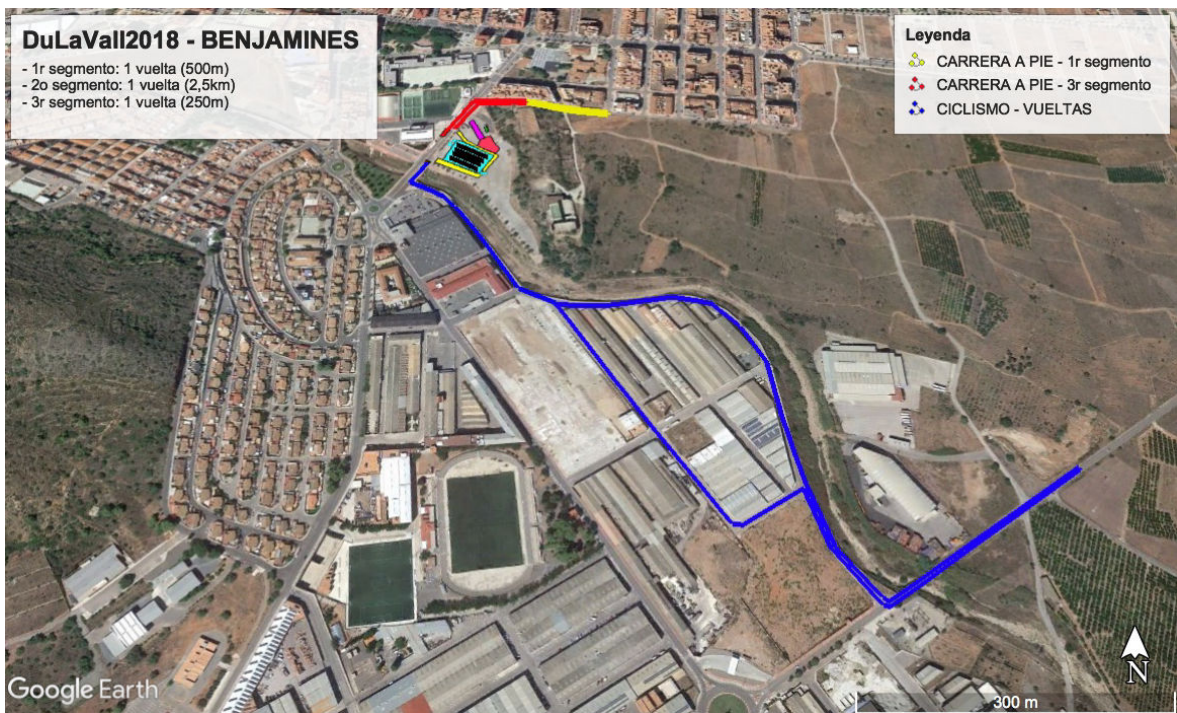 DuLaVall2018 - BENJAMINES
- 1r segmento: 1 vuelta (500m)
- 2o segmento: 1 vuelta (2,5km)
- 3r segmento: 1 vuelta (250m)
Leyenda
CARRERA A PIE - 1r segmento
CARRERA A PIE - 3r segmento
CICLISMO - VUELTAS
N
Google Earth
300 m